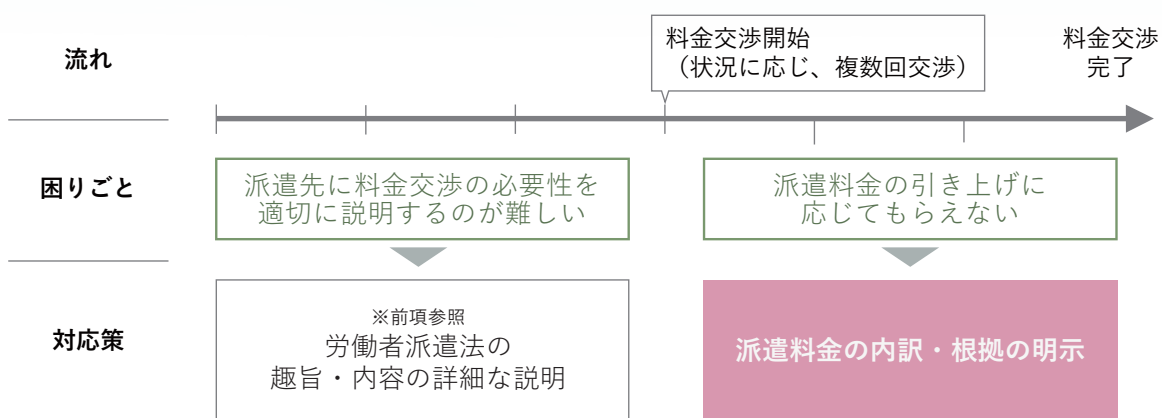 流れ
料金交渉開始
（状況に応じ、複数回交渉）
料金交渉
完了
困りごと
派遣先に料金交渉の必要性を
適切に説明するのが難しい
派遣料金の引き上げに
応じてもらえない
対応策
※前項参照
労働者派遣法の
趣旨・内容の詳細な説明
派遣料金の内訳・根拠の明示